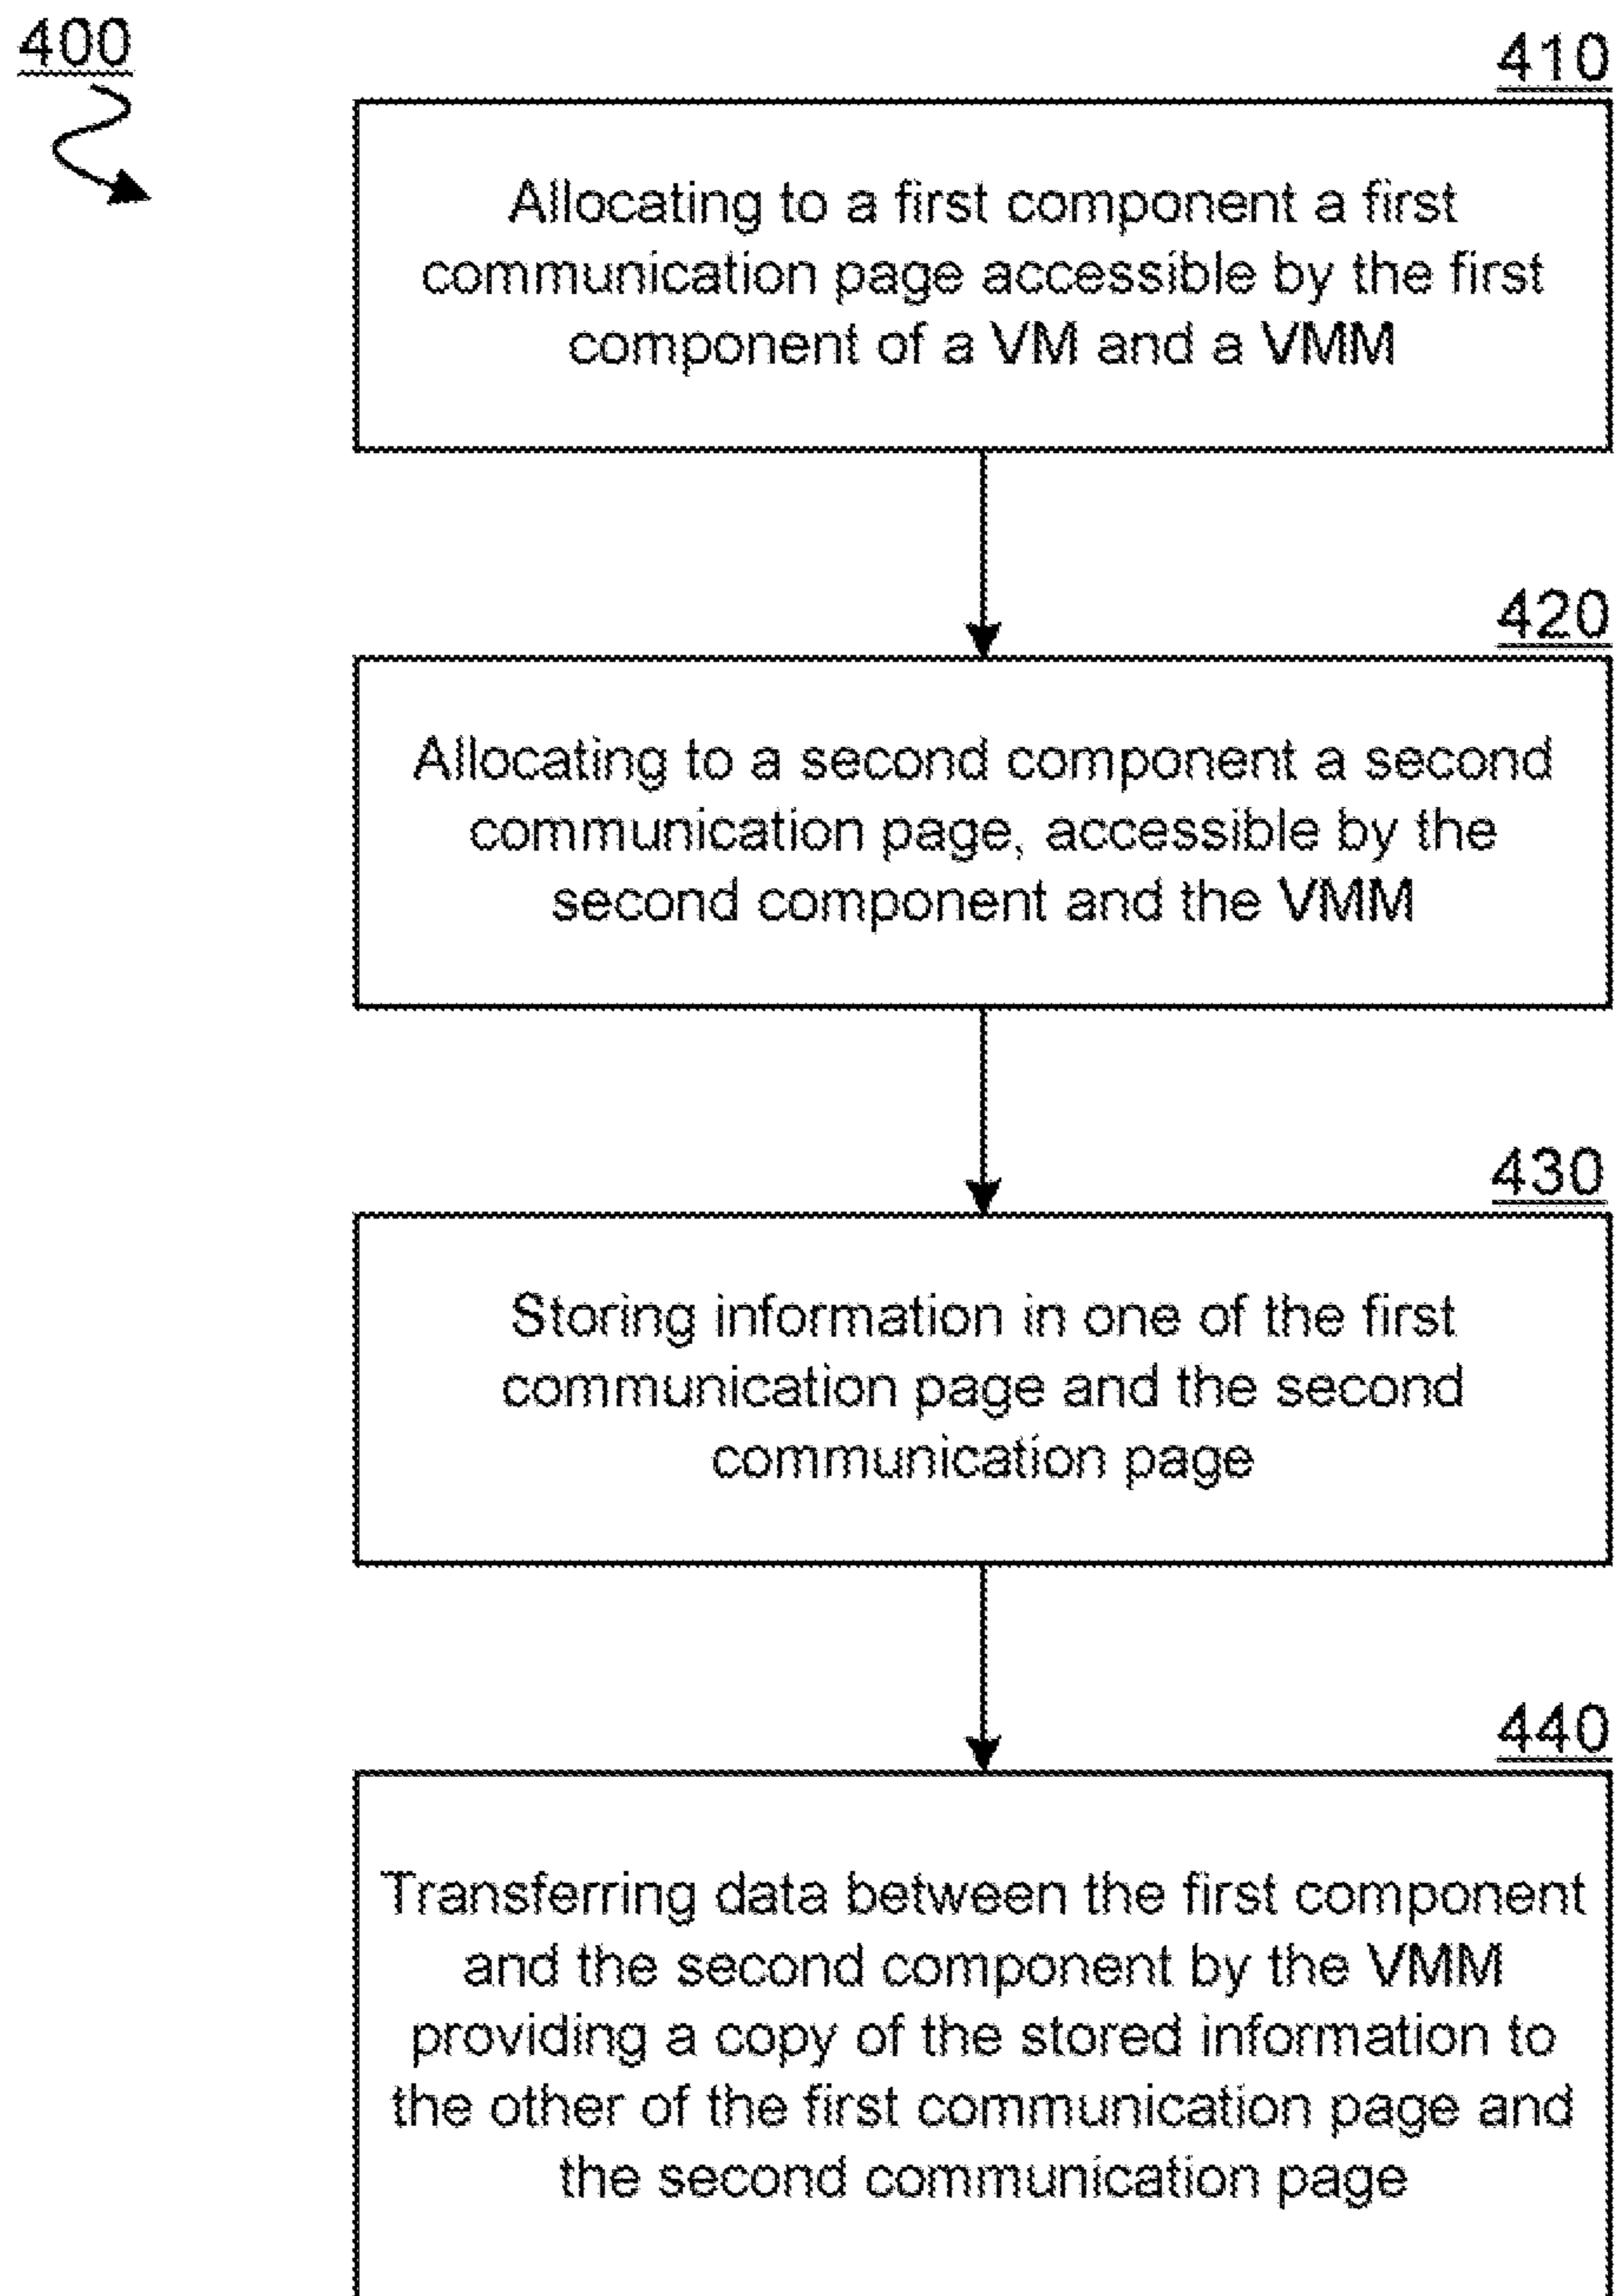 400
410
Allocating to a first component a first
communication page accessible by the first
component of a VM and a VMM
420
Allocating to a second component a second
communication page, accessible by the
second component and the VMM
430
Storing information in one of the first
communication page and the second
communication page
440
Transferring data between the first component
and the second component by the VMM
providing a copy of the stored information to
the other of the first communication page and
the second communication page